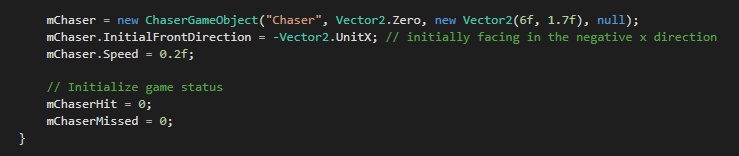 mChaser = new ChaserGameObject("Chaser", Vector2.Zero, new Vector2(6f, 1.7f), null);
mChaser.InitialFrontDirection = -Vector2.UnitX; // initially facing in the negative x direction
mChaser.Speed = 0.2f;
// Initialize game status
mChaserHit = 0;
mChaserMissed = 0;
}